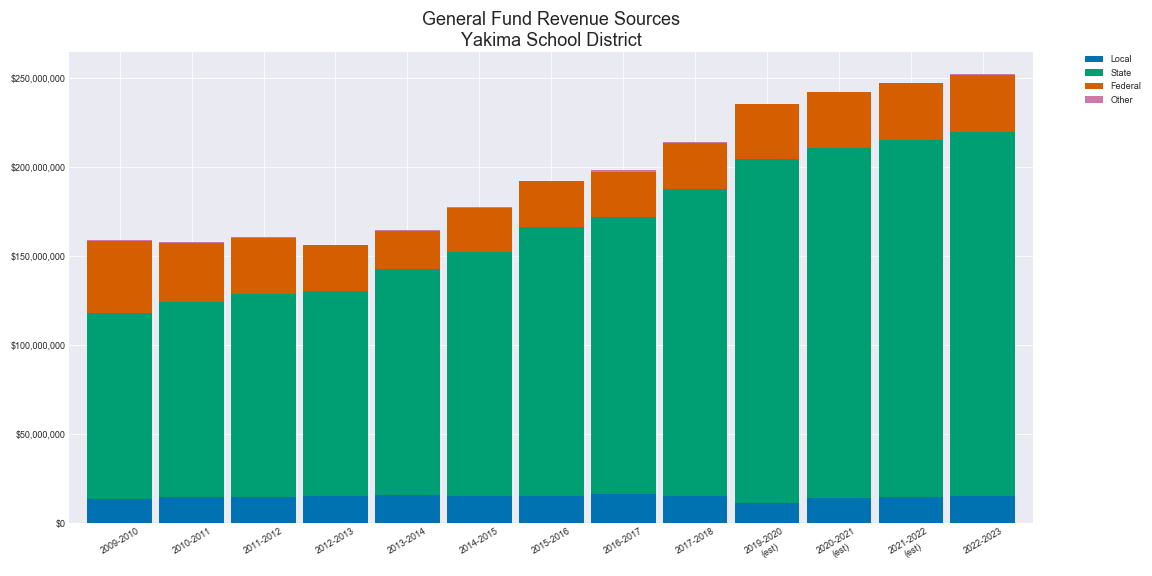 General Fund Revenue Sources
Yakima School District
Local
State
Federal
Other
$250,000,000
$200,000,000
$150,000,000
$100,000,000
$50,000,000
$0
2009-2010
2010-2011
2011-2012
2012-2013
2013-2014
2014-2015
2015-2016
2016-2017
2017-2018
2019-2020
(est)
2020-2021
(est)
2021-2022
(est)
2022-2023